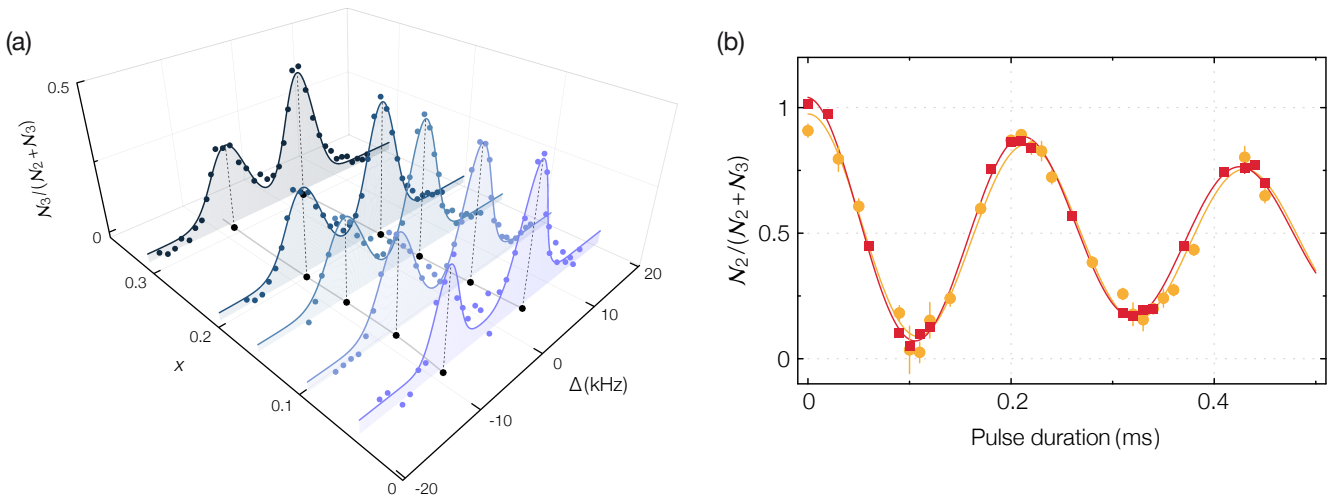 (a)
0.5
N₃/(N₂+N₃)
0
0.3
0.2
x
0.1
0
-20
-10
0
Δ(kHz)
10
20
(b)
1
0.5
0
N₂/(N₂+N₃)
0
0.2
0.4
Pulse duration (ms)